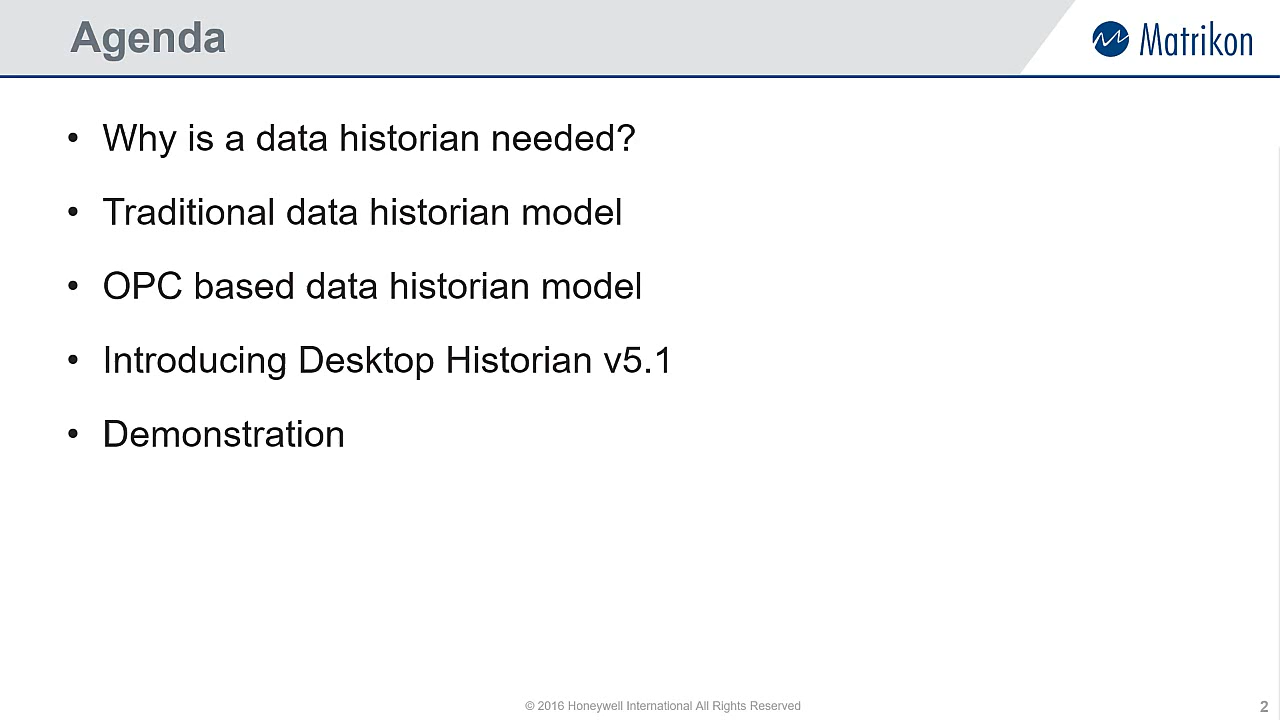 Agenda
Matrikon
• Why is a data historian needed?
• Traditional data historian model
• OPC based data historian model
• Introducing Desktop Historian v5.1
• Demonstration
© 2016 Honeywell International All Rights Reserved
2